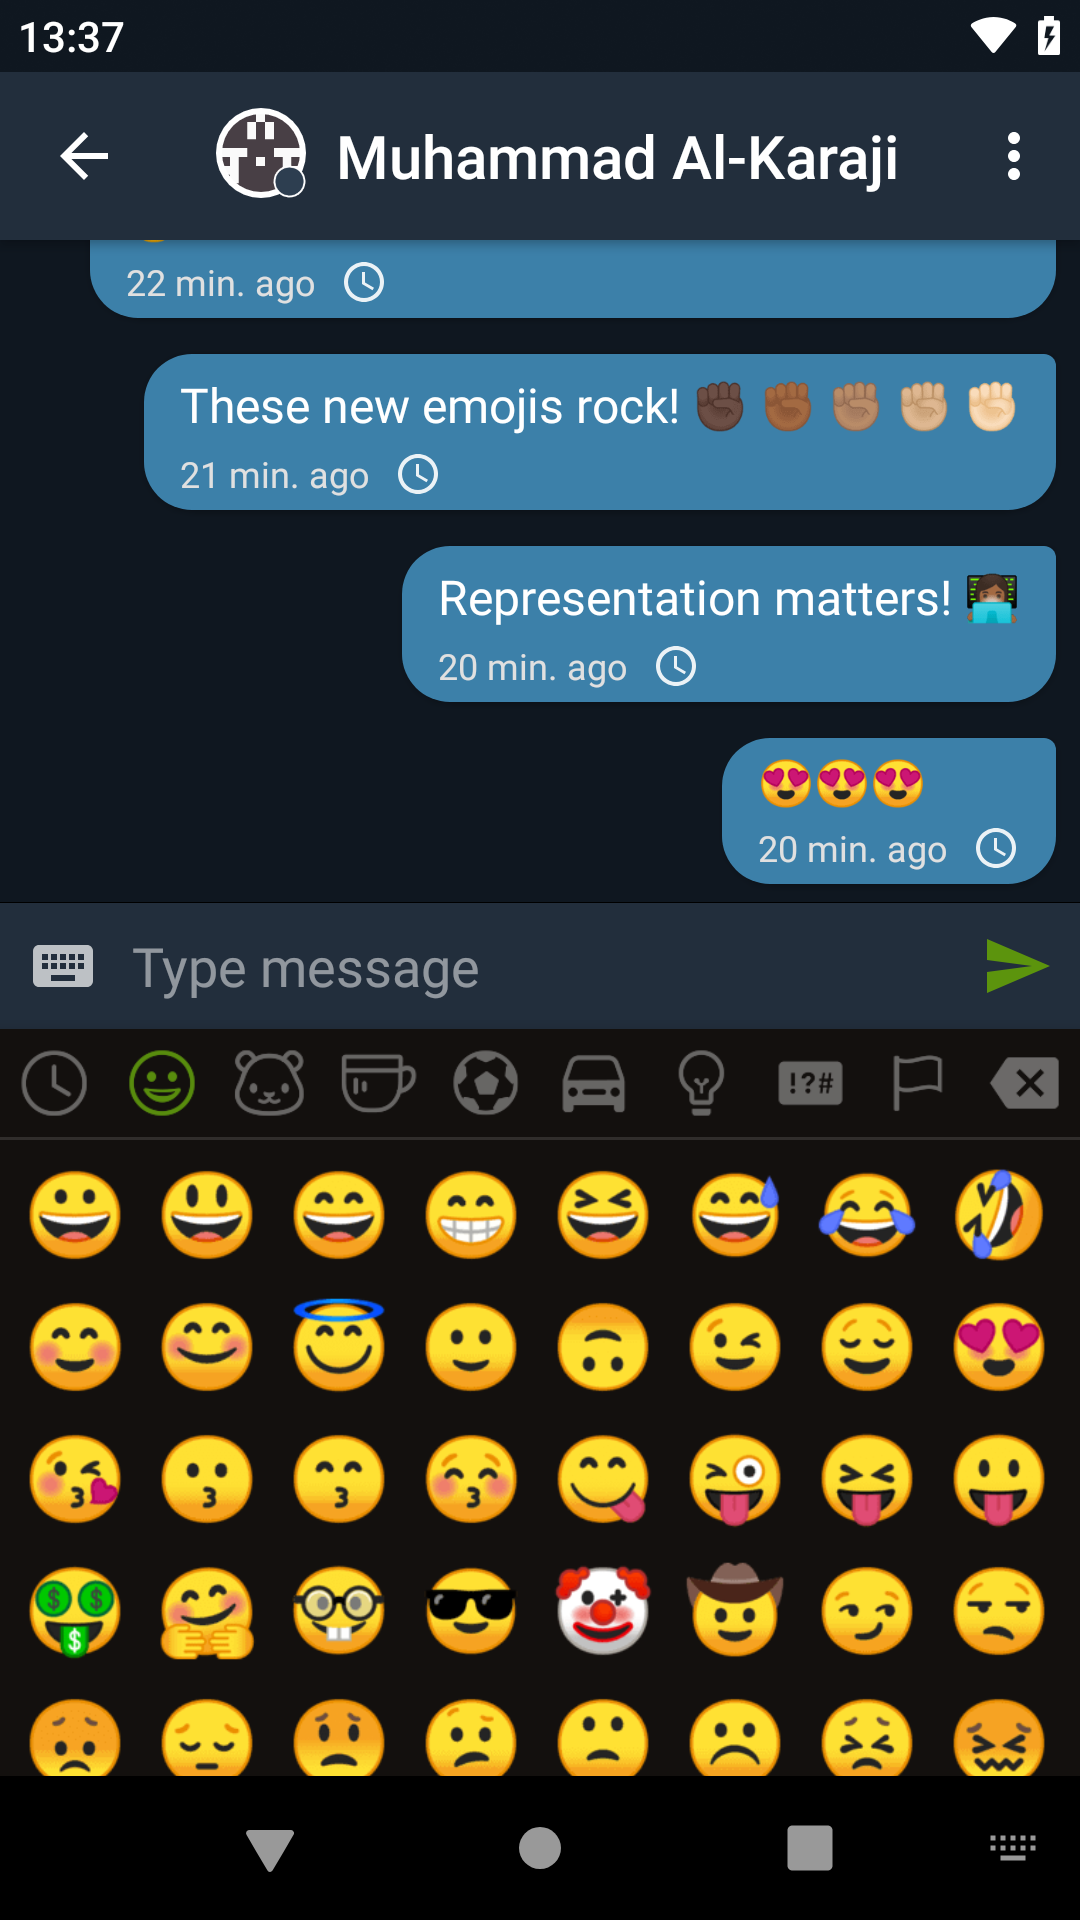 13:37
Muhammad Al-Karaji
22 min. ago
These new emojis rock! ✊🏿 ✊🏾 ✊🏽 ✊🏼 ✊🏻
21 min. ago
Representation matters! 👩🏾‍💻
20 min. ago
😍😍😍
20 min. ago
Type message
!?#